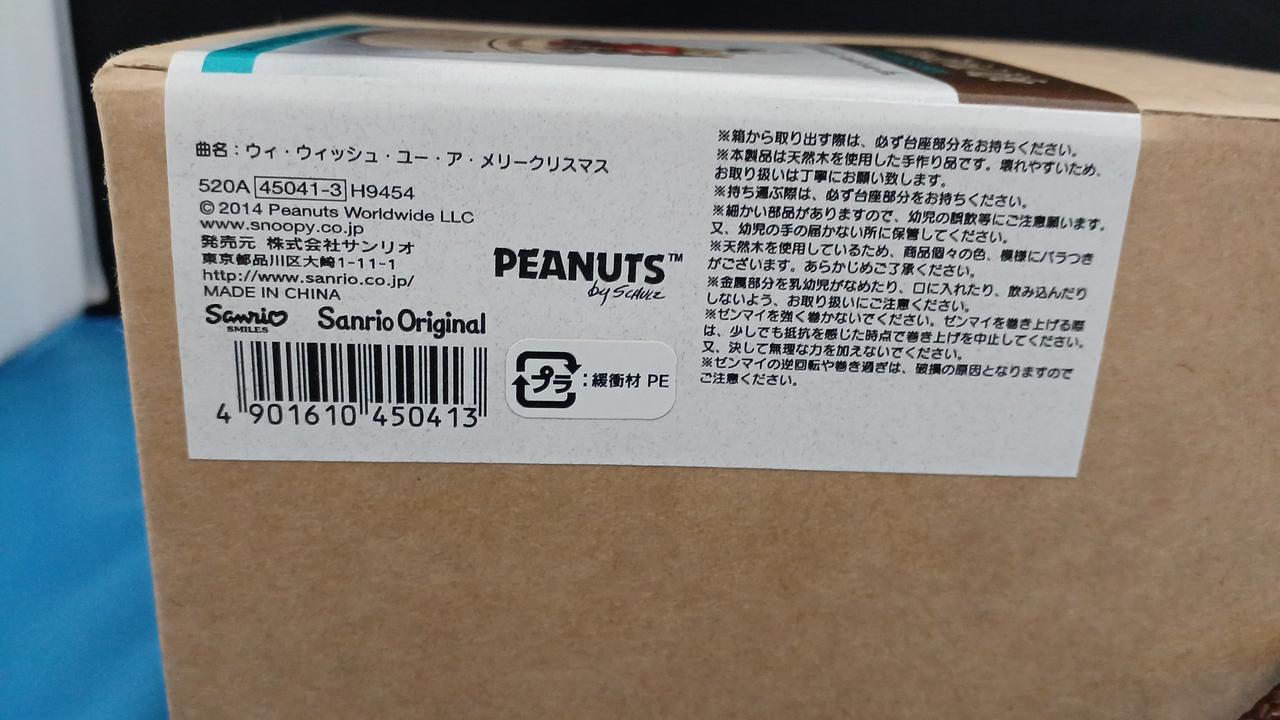 曲名：ウィ・ウィッシュ・ユー・ア・メリークリスマス
520A 45041-3 H9454
© 2014 Peanuts Worldwide LLC
www.snoopy.co.jp
発売元 株式会社サンリオ
東京都品川区大崎1-11-1
http://www.sanrio.co.jp/
MADE IN CHINA
Sanrio
SMILES
Sanrio Original
4 901610 450413
PEANUTS™
by SCHULZ
プラ：緩衝材 PE
※箱から取り出す際は、必ず台座部分をお持ちください。
※本製品は天然木を使用した手作り品です。壊れやすいため、
お取り扱いは丁寧にお願い致します。
※持ち運ぶ際は、必ず台座部分をお持ちください。
※細かい部品がありますので、幼児の誤飲等にご注意願います。
又、幼児の手の届かない所に保管してください。
※天然木を使用しているため、商品個々の色、模様にバラつき
がございます。あらかじめご了承ください。
※金属部分を乳幼児がなめたり、口に入れたり、飲み込んだり
しないよう、お取り扱いにご注意ください。
※ゼンマイを強く巻かないでください。ゼンマイを巻き上げる際
は、少しでも抵抗を感じた時点で巻き上げを中止してください。
又、決して無理な力を加えないでください。
※ゼンマイの逆回転や巻き過ぎは、破損の原因となりますので
ご注意ください。